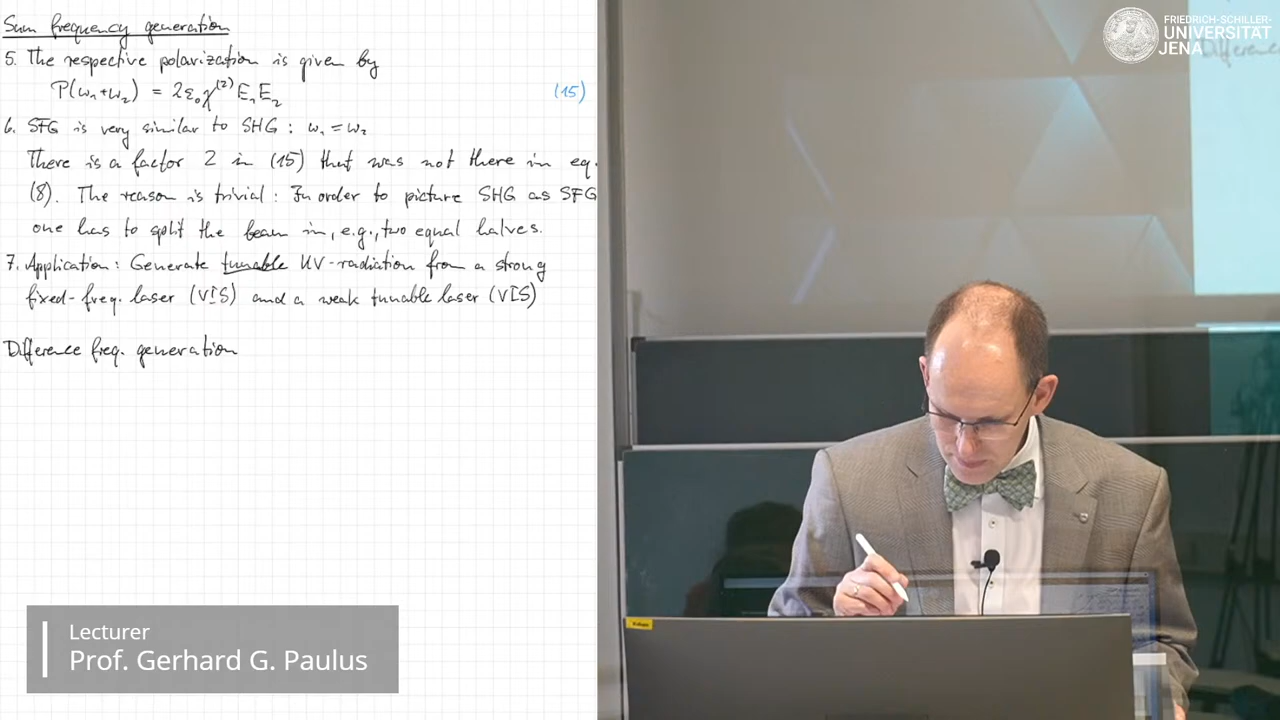 Sum frequency generation
5. The respective polarization is given by
P(ω₁+ω₂) = 2ε₀χ⁽²⁾E₁E₂ (15)
6. SFG is very similar to SHG : ω₁ = ω₂
There is a factor 2 in (15) that was not there in eq.
(8). The reason is trivial : In order to picture SHG as SFG
one has to split the beam in, e.g., two equal halves.
7. Application : Generate tunable UV-radiation from a strong
fixed-freq. laser (VIS) and a weak tunable laser (VIS)
Difference freq. generation
Lecturer
Prof. Gerhard G. Paulus
FRIEDRICH-SCHILLER-
UNIVERSITÄT
JENA
Difference